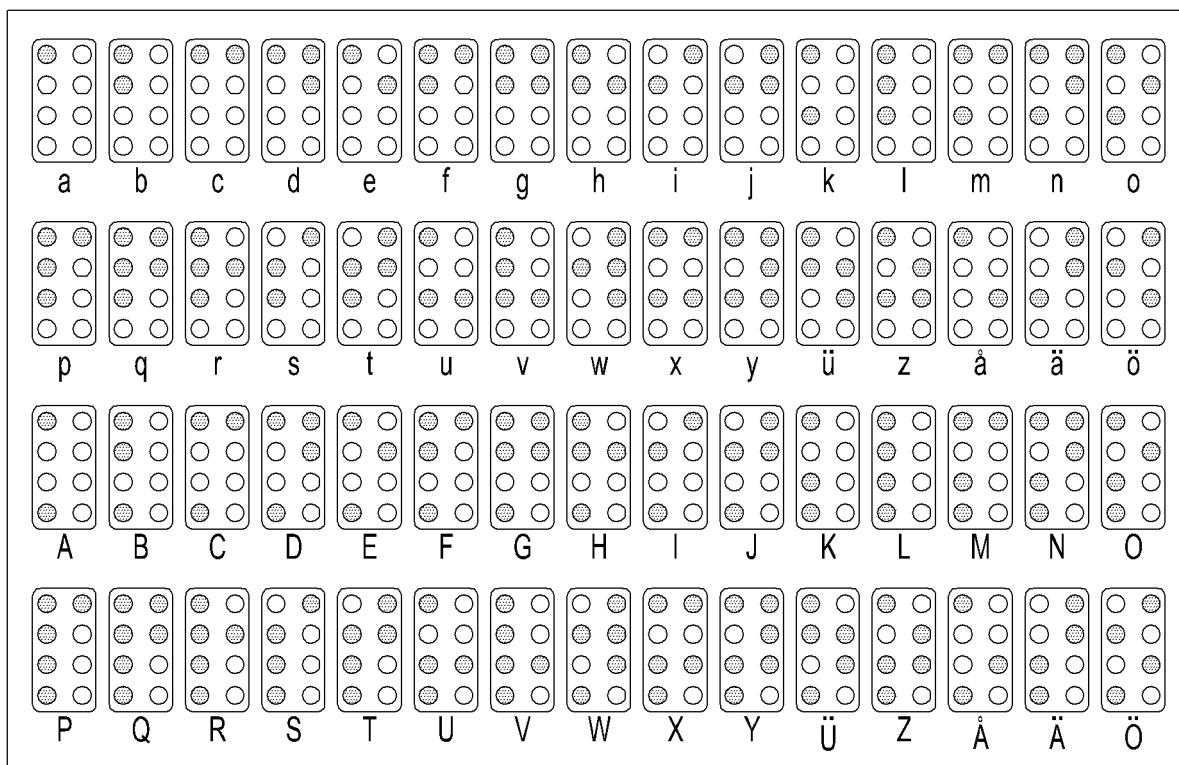 a b c d e f g h i j k l m n o
p q r s t u v w x y ü z å ä ö
A B C D E F G H I J K L M N O
P Q R S T U V W X Y Ü Z Å Ä Ö